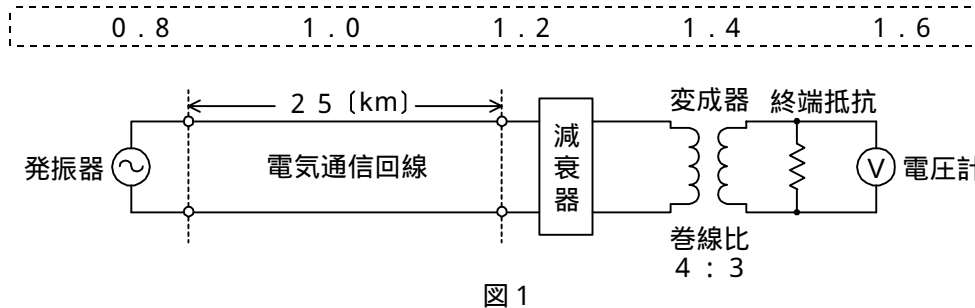 ０.８ １.０ １.２ １.４ １.６
２５〔km〕
変成器 終端抵抗
発振器 電気通信回線 減衰器 V 電圧計
巻線比
４：３
図１